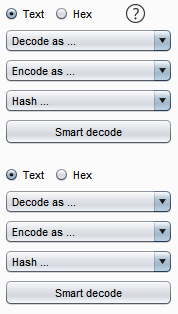 Text Hex ?
Decode as ...
Encode as ...
Hash ...
Smart decode
Text Hex
Decode as ...
Encode as ...
Hash ...
Smart decode